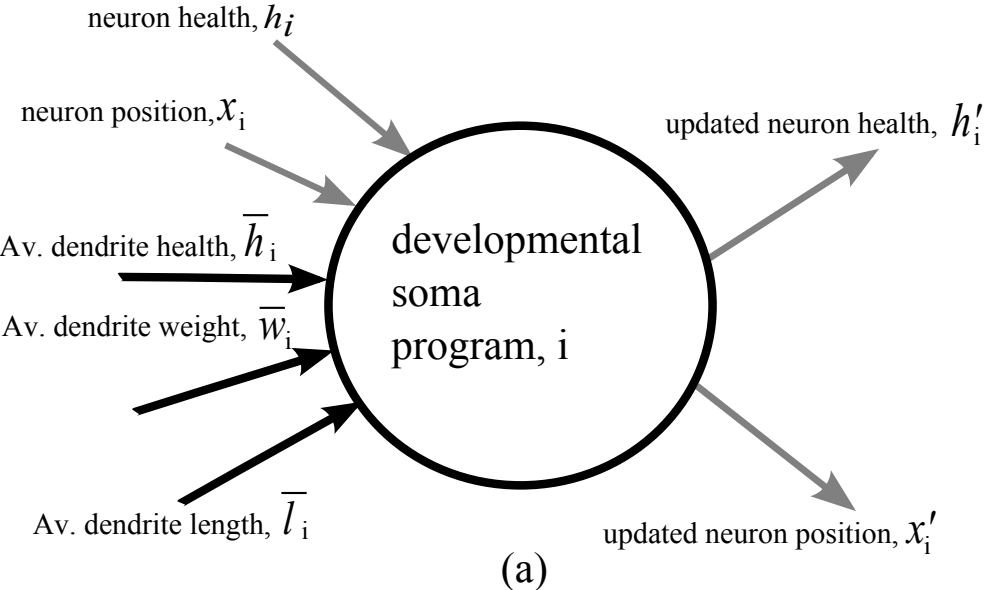 neuron health, hᵢ
neuron position, xᵢ
updated neuron health, h′ᵢ
Av. dendrite health, h̅ᵢ
developmental
soma
program, i
Av. dendrite weight, w̅ᵢ
Av. dendrite length, l̅ᵢ
updated neuron position, x′ᵢ
(a)